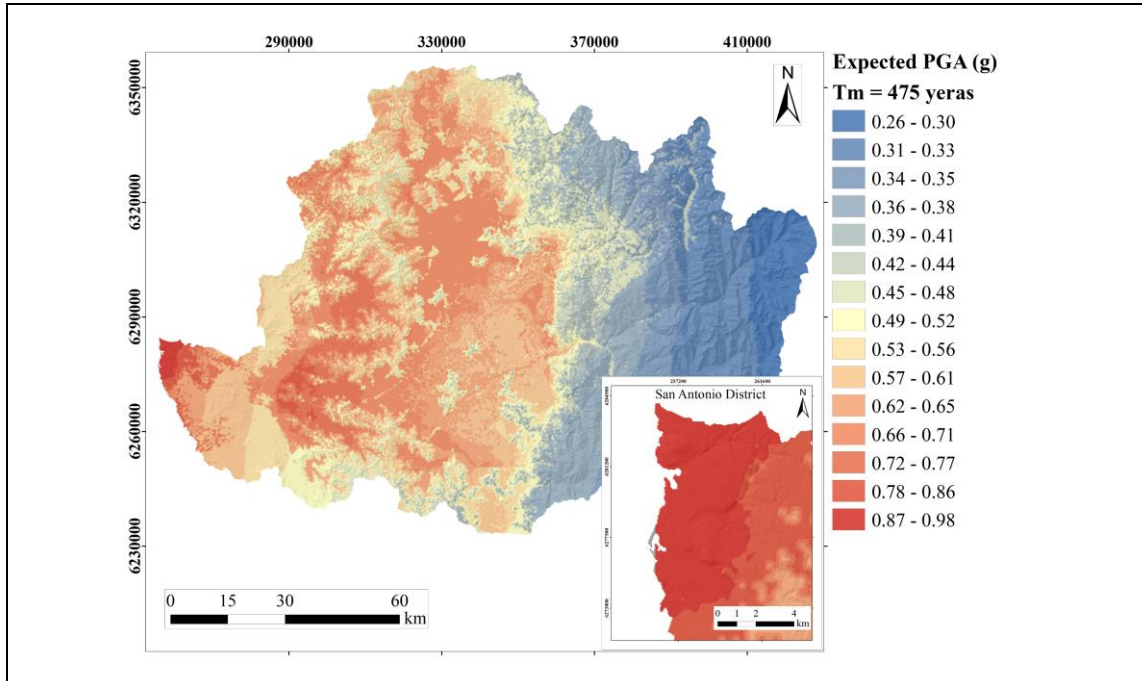 290000 330000 370000 410000
Expected PGA (g)
Tm = 475 yeras
N
6350000
6320000
6290000
6260000
6230000
0.26 - 0.30
0.31 - 0.33
0.34 - 0.35
0.36 - 0.38
0.39 - 0.41
0.42 - 0.44
0.45 - 0.48
0.49 - 0.52
0.53 - 0.56
0.57 - 0.61
0.62 - 0.65
0.66 - 0.71
0.72 - 0.77
0.78 - 0.86
0.87 - 0.98
257200
San Antonio District
N
0 1 2 4
km
0 15 30 60
km